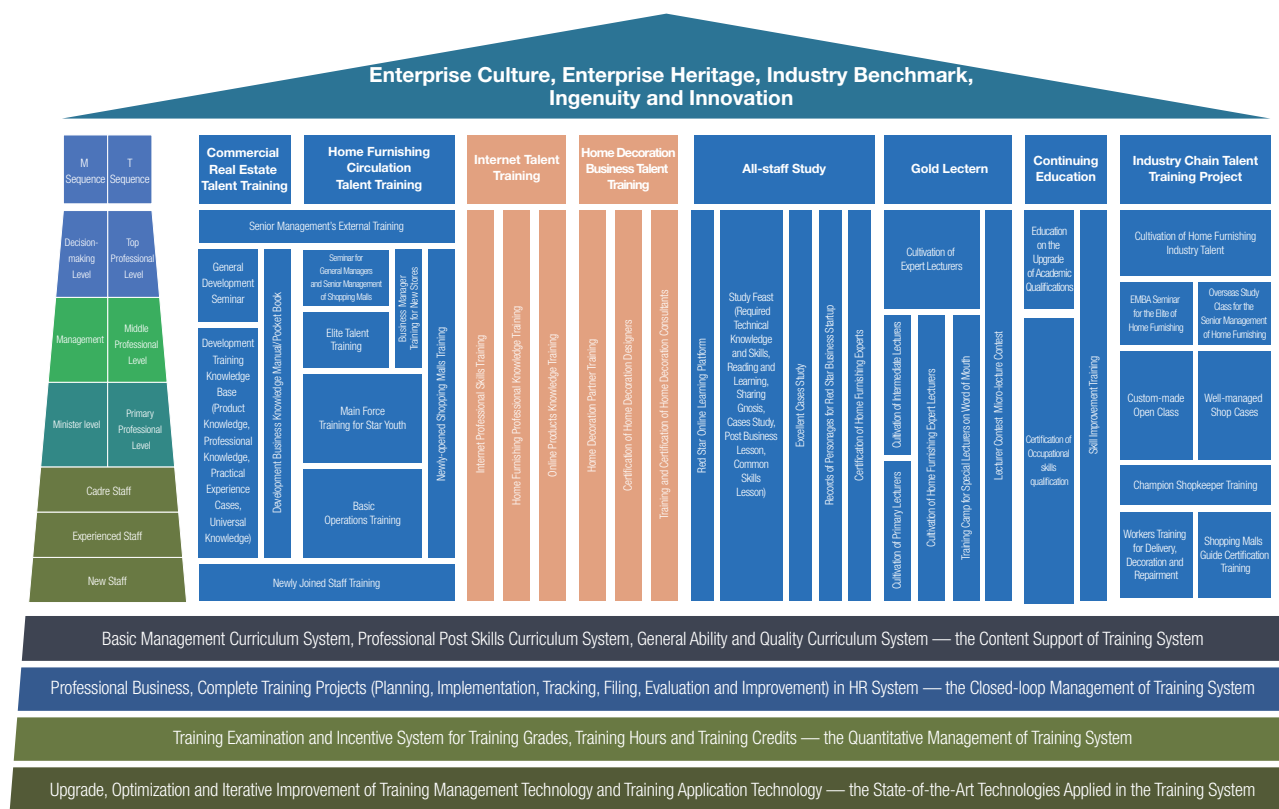 Enterprise Culture, Enterprise Heritage, Industry Benchmark,
Ingenuity and Innovation
M
Sequence
T
Sequence
Commercial
Real Estate
Talent Training
Home Furnishing
Circulation
Talent Training
Internet Talent
Training
Home Decoration
Business Talent
Training
All-staff Study
Gold Lectern
Continuing
Education
Industry Chain Talent
Training Project
Decision-
making
Level
Top
Professional
Level
Management
Middle
Professional
Level
Minister level
Primary
Professional
Level
Cadre Staff
Experienced Staff
New Staff
Senior Management's External Training
General
Development
Seminar
Development
Training
Knowledge
Base
(Product
Knowledge,
Professional
Knowledge,
Practical
Experience
Cases,
Universal
Knowledge)
Development Business Knowledge Manual/Pocket Book
Seminar for
General Managers
and Senior Management
of Shopping Malls
Business Manager
Training for New Stores
Elite Talent
Training
Main Force
Training for Star Youth
Basic
Operations Training
Newly-opened Shopping Malls Training
Newly Joined Staff Training
Internet Professional Skills Training
Home Furnishing Professional Knowledge Training
Online Products Knowledge Training
Home Decoration Partner Training
Certification of Home Decoration Designers
Training and Certification of Home Decoration Consultants
Red Star Online Learning Platform
Study Feast
(Required
Technical
Knowledge
and Skills,
Reading and
Learning,
Sharing
Gnosis,
Cases Study,
Post Business
Lesson,
Common
Skills
Lesson)
Excellent Cases Study
Records of Personages for Red Star Business Startup
Certification of Home Furnishing Experts
Cultivation of
Expert Lecturers
Cultivation of Intermediate Lecturers
Cultivation of Primary Lecturers
Cultivation of Home Furnishing Expert Lecturers
Training Camp for Special Lecturers on Word of Mouth
Lecturer Contest Micro-lecture Contest
Education
on the
Upgrade
of Academic
Qualifications
Certification of
Occupational
skills
qualification
Skill Improvement Training
Cultivation of Home Furnishing
Industry Talent
EMBA Seminar
for the Elite of
Home Furnishing
Overseas Study
Class for the
Senior Management
of Home Furnishing
Custom-made
Open Class
Well-managed
Shop Cases
Champion Shopkeeper Training
Workers Training
for Delivery,
Decoration and
Repairment
Shopping Malls
Guide Certification
Training
Basic Management Curriculum System, Professional Post Skills Curriculum System, General Ability and Quality Curriculum System — the Content Support of Training System
Professional Business, Complete Training Projects (Planning, Implementation, Tracking, Filing, Evaluation and Improvement) in HR System — the Closed-loop Management of Training System
Training Examination and Incentive System for Training Grades, Training Hours and Training Credits — the Quantitative Management of Training System
Upgrade, Optimization and Iterative Improvement of Training Management Technology and Training Application Technology — the State-of-the-Art Technologies Applied in the Training System